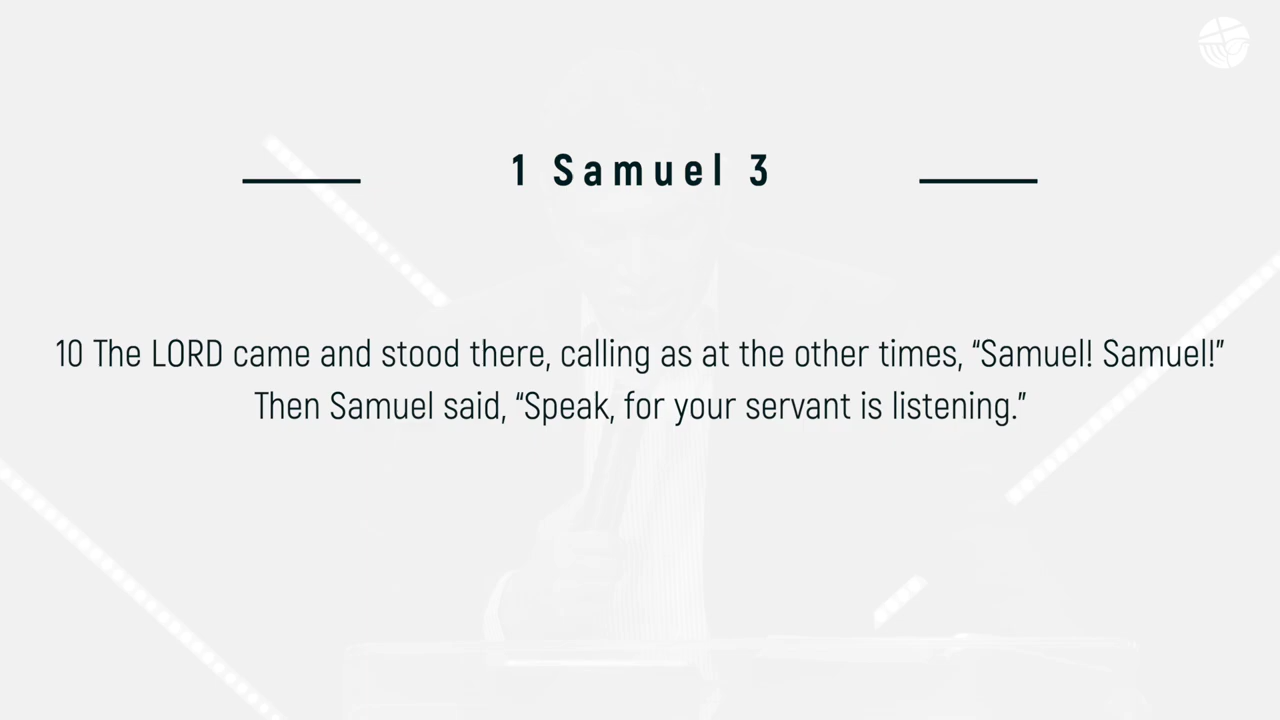 1 Samuel 3
10 The LORD came and stood there, calling as at the other times, “Samuel! Samuel!”
Then Samuel said, “Speak, for your servant is listening.”